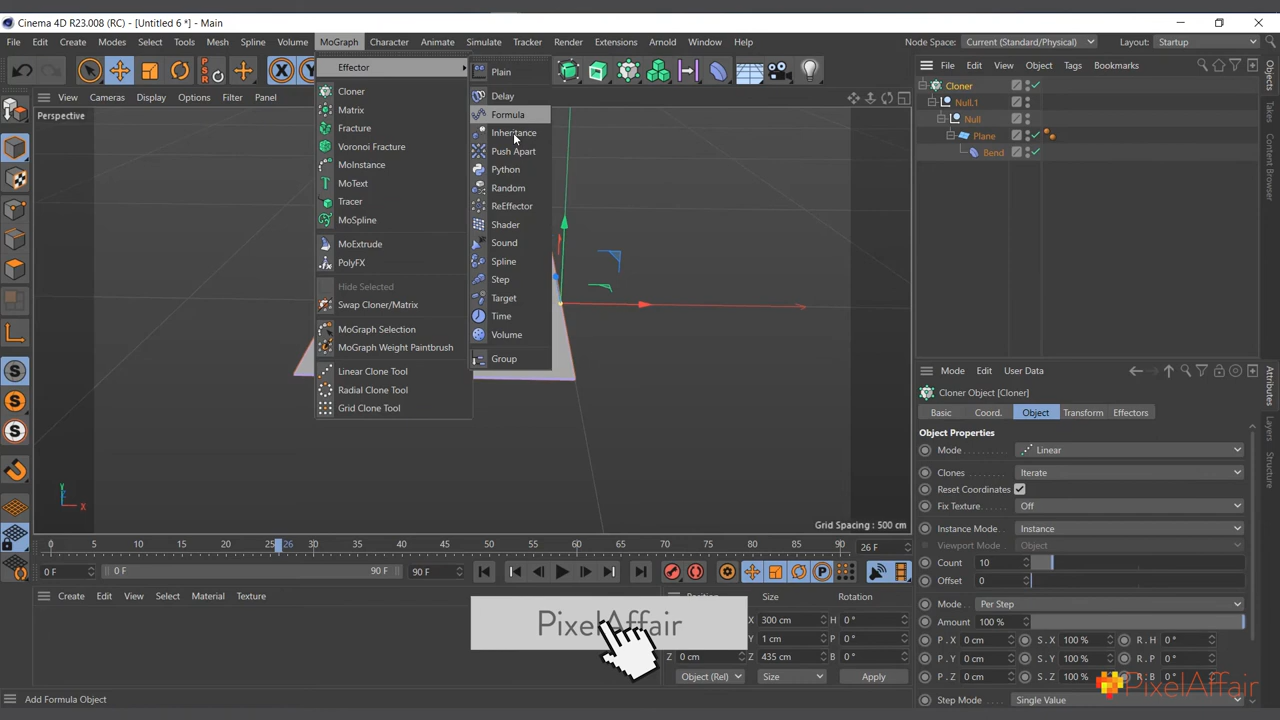 Cinema 4D R23.008 (RC) - [Untitled 6 *] - Main
File Edit Create Modes Select Tools Mesh Spline Volume MoGraph Character Animate Simulate Tracker Render Extensions Arnold Window Help Node Space: Current (Standard/Physical) Layout: Startup
Effector
Cloner
Matrix
Fracture
Voronoi Fracture
MoInstance
MoText
Tracer
MoSpline
MoExtrude
PolyFX
Hide Selected
Swap Cloner/Matrix
MoGraph Selection
MoGraph Weight Paintbrush
Linear Clone Tool
Radial Clone Tool
Grid Clone Tool
Plain
Delay
Formula
Inheritance
Push Apart
Python
Random
ReEffector
Shader
Sound
Spline
Step
Target
Time
Volume
Group
X Y
PSR
View Cameras Display Options Filter Panel
Perspective
Y
Z
X
Grid Spacing : 500 cm
File Edit View Object Tags Bookmarks
Cloner
Null.1
Null
Plane
Bend
Objects
Takes
Content Browser
Mode Edit User Data
Cloner Object [Cloner]
Basic Coord. Object Transform Effectors
Object Properties
Mode Linear
Clones Iterate
Reset Coordinates
Fix Texture Off
Instance Mode Instance
Viewport Mode Object
Count 10
Offset 0
Mode Per Step
Amount 100 %
P . X 0 cm S . X 100 % R . H 0 °
P . Y 0 cm S . Y 100 % R . P 0 °
P . Z 0 cm S . Z 100 % R . B 0 °
Step Mode Single Value
Attributes
Layers
Structure
0 5 10 15 20 25 26 30 35 40 45 50 55 60 65 70 75 80 85 90 26 F
0 F 0 F 90 F 90 F
Create Edit View Select Material Texture
Position Size Rotation
300 cm H 0 °
Y 1 cm P 0 °
Z 0 cm Z 435 cm B 0 °
Object (Rel) Size Apply
PixelAffair
Add Formula Object
PixelAffair